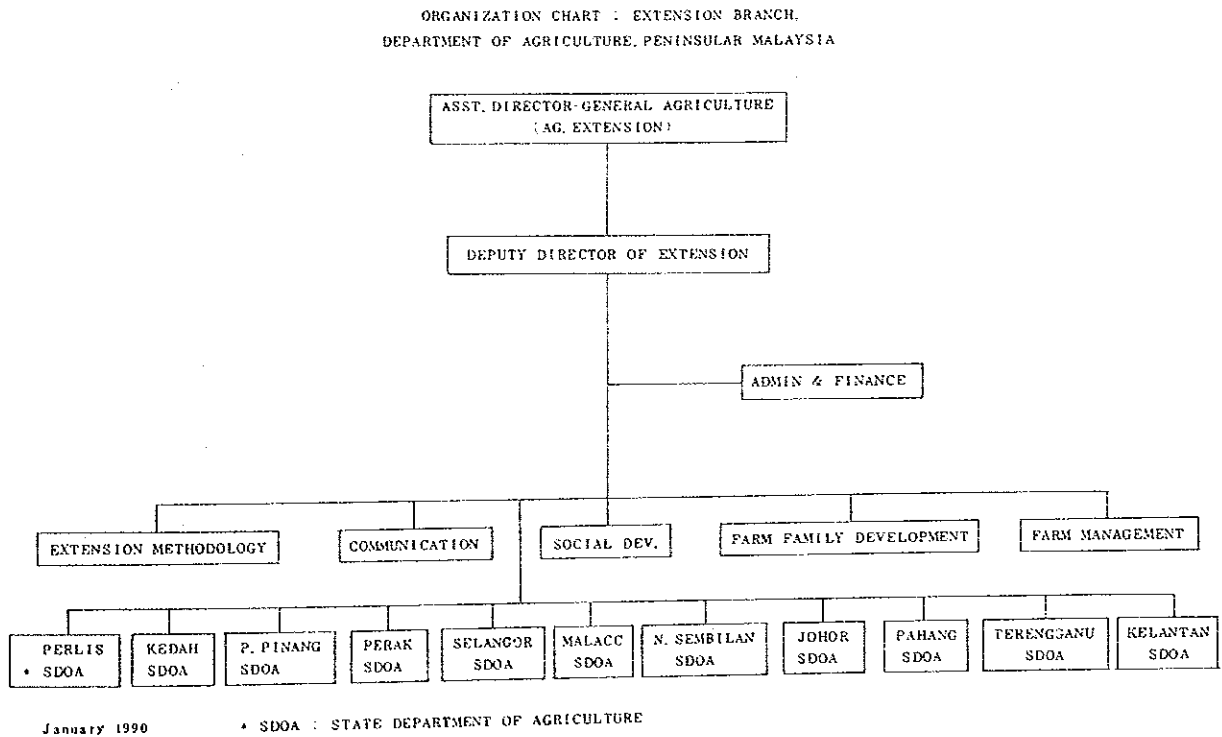 ORGANIZATION CHART : EXTENSION BRANCH,
DEPARTMENT OF AGRICULTURE, PENINSULAR MALAYSIA
ASST. DIRECTOR-GENERAL AGRICULTURE
(AG. EXTENSION)
DEPUTY DIRECTOR OF EXTENSION
ADMIN & FINANCE
EXTENSION METHODOLOGY
COMMUNICATION
SOCIAL DEV.
FARM FAMILY DEVELOPMENT
FARM MANAGEMENT
PERLIS
* SDOA
KEDAH
SDOA
P. PINANG
SDOA
PERAK
SDOA
SELANGOR
SDOA
MALACC
SDOA
N. SEMBILAN
SDOA
JOHOR
SDOA
PAHANG
SDOA
TERENGGANU
SDOA
KELANTAN
SDOA
January 1990
* SDOA : STATE DEPARTMENT OF AGRICULTURE